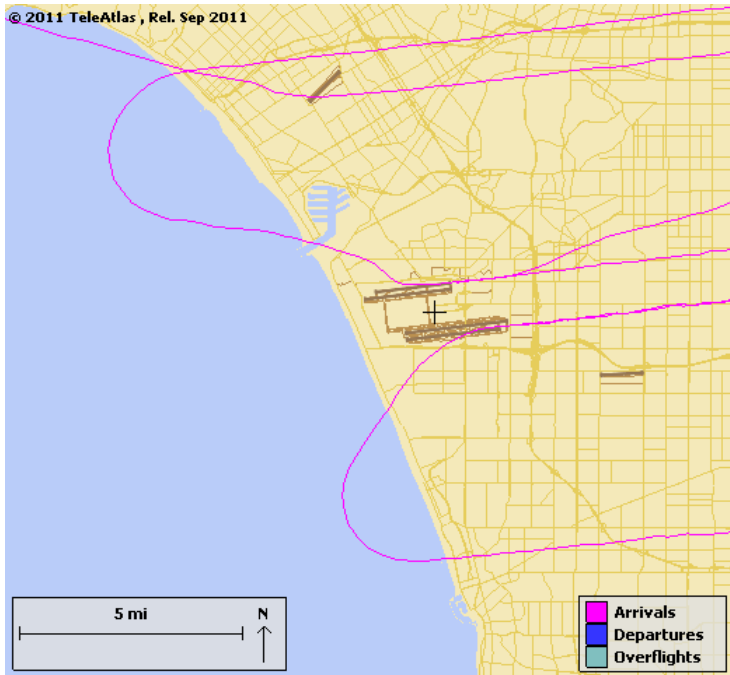 © 2011 TeleAtlas , Rel. Sep 2011
5 mi
N
Arrivals
Departures
Overflights